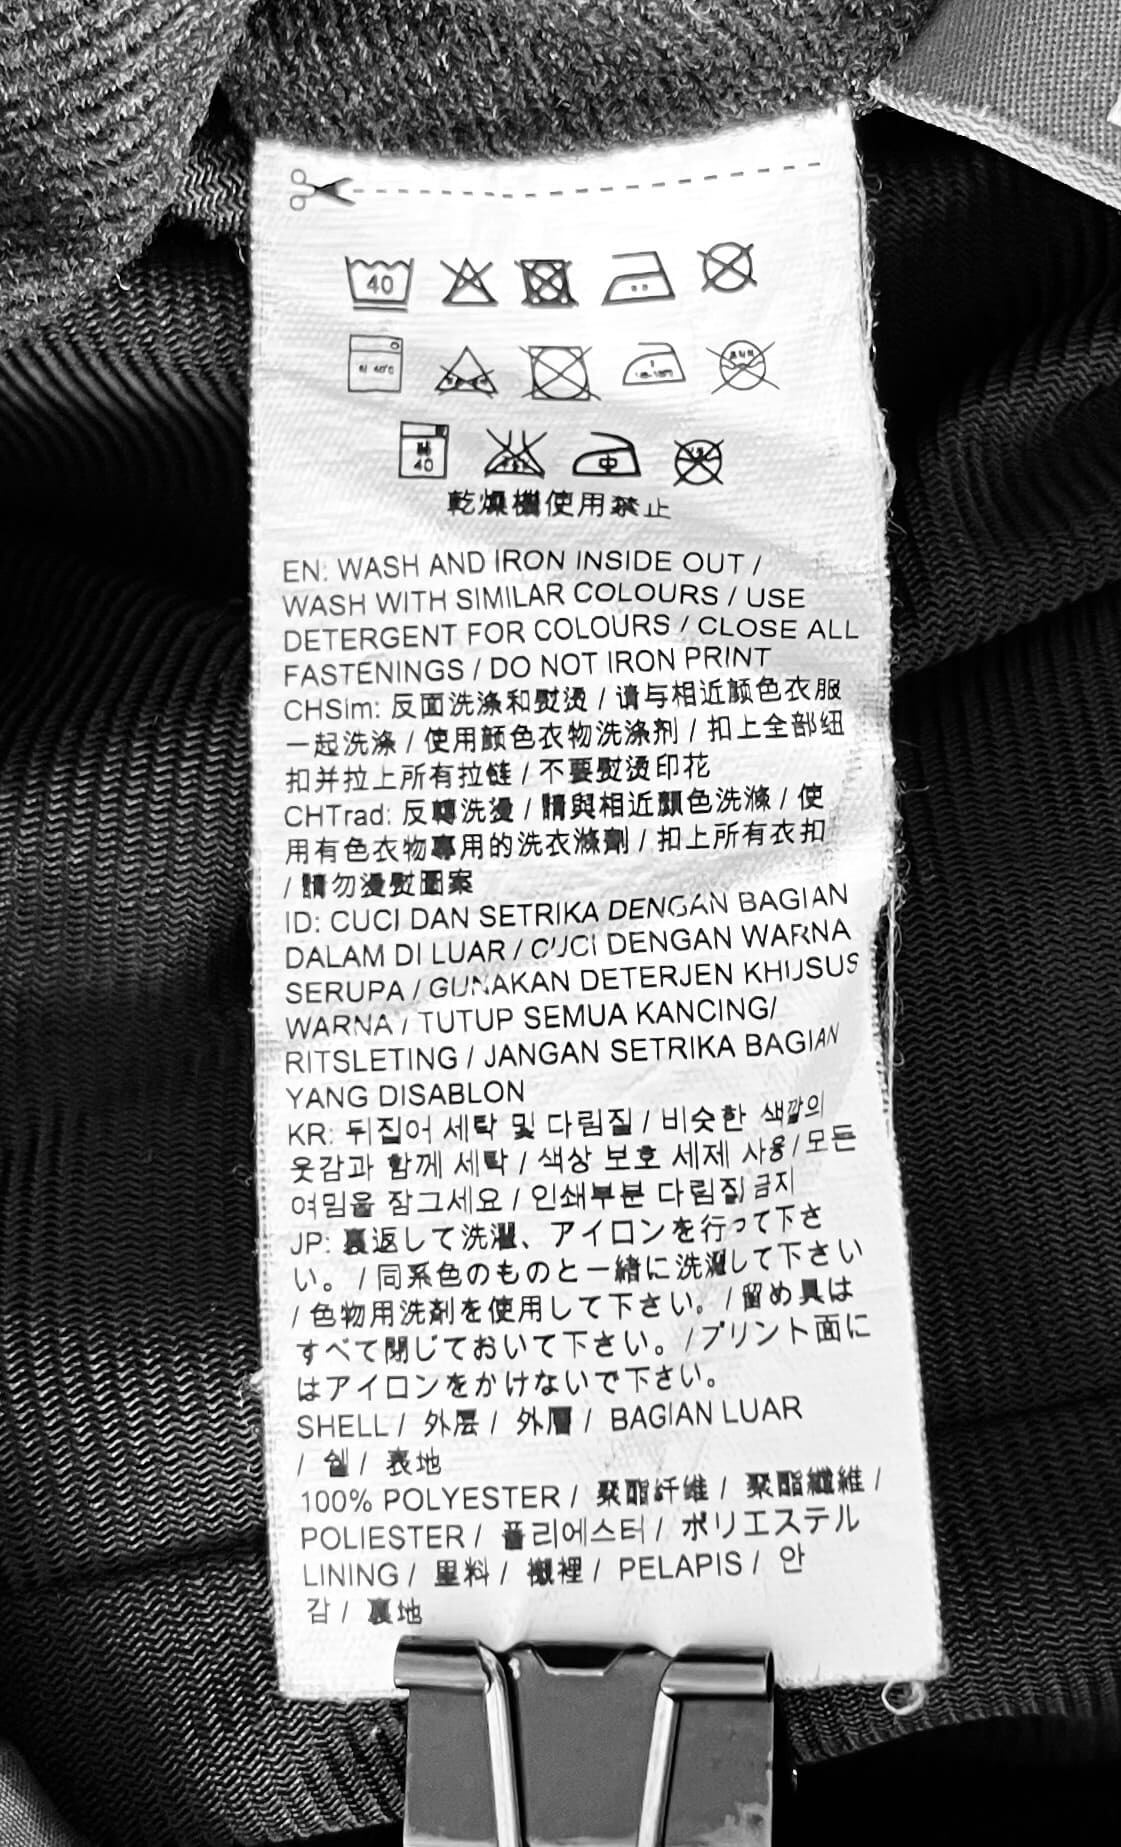 40
40
40
中
乾燥機使用禁止
EN: WASH AND IRON INSIDE OUT /
WASH WITH SIMILAR COLOURS / USE
DETERGENT FOR COLOURS / CLOSE ALL
FASTENINGS / DO NOT IRON PRINT
CHSim: 反面洗涤和熨烫 / 请与相近颜色衣服
一起洗涤 / 使用颜色衣物洗涤剂 / 扣上全部纽
扣并拉上所有拉链 / 不要熨烫印花
CHTrad: 反轉洗燙 / 請與相近顏色洗滌 / 使
用有色衣物專用的洗衣滌劑 / 扣上所有衣扣
/ 請勿燙熨圖案
ID: CUCI DAN SETRIKA DENGAN BAGIAN
DALAM DI LUAR / CUCI DENGAN WARNA
SERUPA / GUNAKAN DETERJEN KHUSUS
WARNA / TUTUP SEMUA KANCING/
RITSLETING / JANGAN SETRIKA BAGIAN
YANG DISABLON
KR: 뒤집어 세탁 및 다림질 / 비슷한 색깔의
옷감과 함께 세탁 / 색상 보호 세제 사용 / 모든
여밈을 잠그세요 / 인쇄부분 다림질 금지
JP: 裏返して洗濯、アイロンを行って下さ
い。 / 同系色のものと一緒に洗濯して下さい
/ 色物用洗剤を使用して下さい。 / 留め具は
すべて閉じておいて下さい。 / プリント面に
はアイロンをかけないで下さい。
SHELL / 外层 / 外層 / BAGIAN LUAR
/ 쉘 / 表地
100% POLYESTER / 聚酯纤维 / 聚酯纖維 /
POLIESTER / 폴리에스터 / ポリエステル
LINING / 里料 / 襯裡 / PELAPIS / 안
감 / 裏地